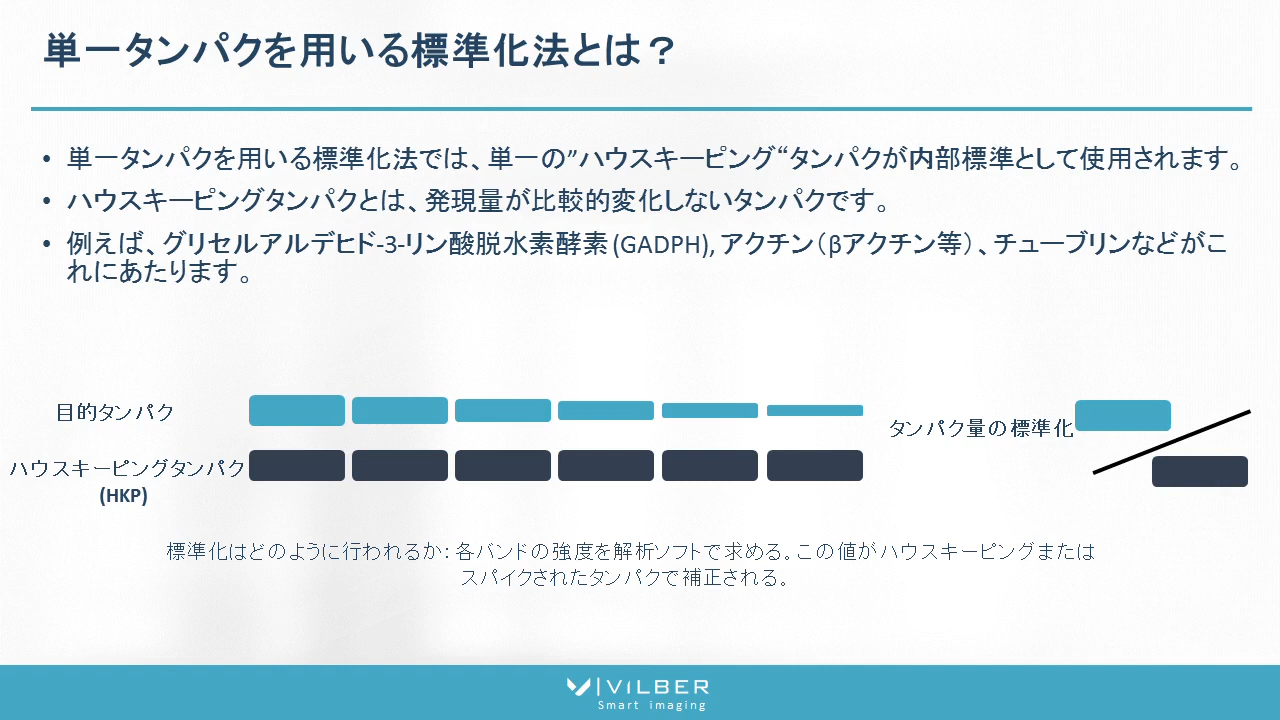 単一タンパクを用いる標準化法とは？
• 単一タンパクを用いる標準化法では、単一の”ハウスキーピング“タンパクが内部標準として使用されます。
• ハウスキーピングタンパクとは、発現量が比較的変化しないタンパクです。
• 例えば、グリセルアルデヒド-3-リン酸脱水素酵素 (GADPH), アクチン（βアクチン等）、チューブリンなどがこ
れにあたります。
目的タンパク
タンパク量の標準化
ハウスキーピングタンパク
(HKP)
標準化はどのように行われるか: 各バンドの強度を解析ソフトで求める。この値がハウスキーピングまたは
スパイクされたタンパクで補正される。
VILBER
Smart imaging